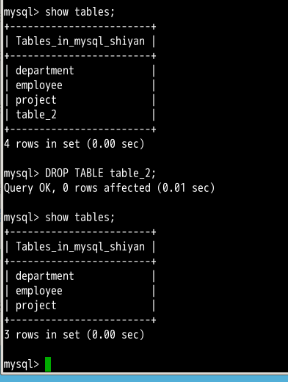 mysql> show tables;
+------------------------+
| Tables_in_mysql_shiyan |
+------------------------+
| department             |
| employee               |
| project                |
| table_2                |
+------------------------+
4 rows in set (0.00 sec)
mysql> DROP TABLE table_2;
Query OK, 0 rows affected (0.01 sec)
mysql> show tables;
+------------------------+
| Tables_in_mysql_shiyan |
+------------------------+
| department             |
| employee               |
| project                |
+------------------------+
3 rows in set (0.00 sec)
mysql>